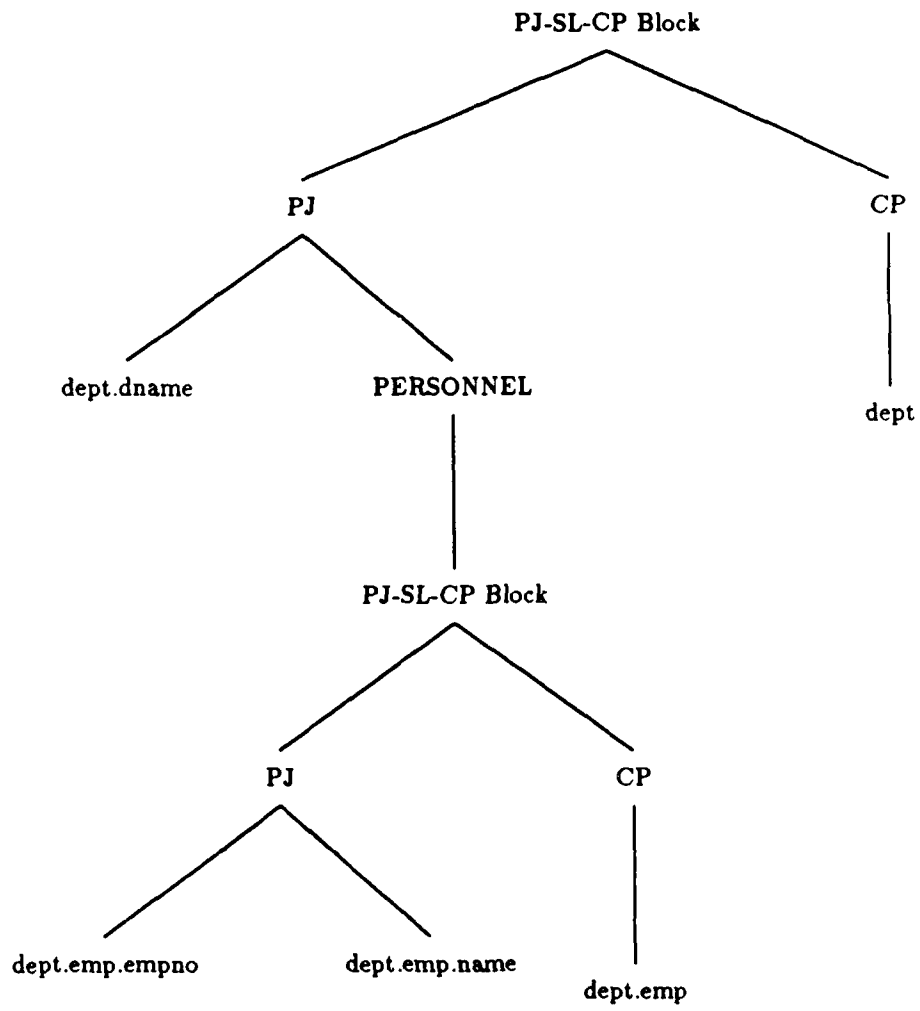 PJ-SL-CP Block
PJ
CP
dept.dname
PERSONNEL
dept
PJ-SL-CP Block
PJ
CP
dept.emp.empno
dept.emp.name
dept.emp